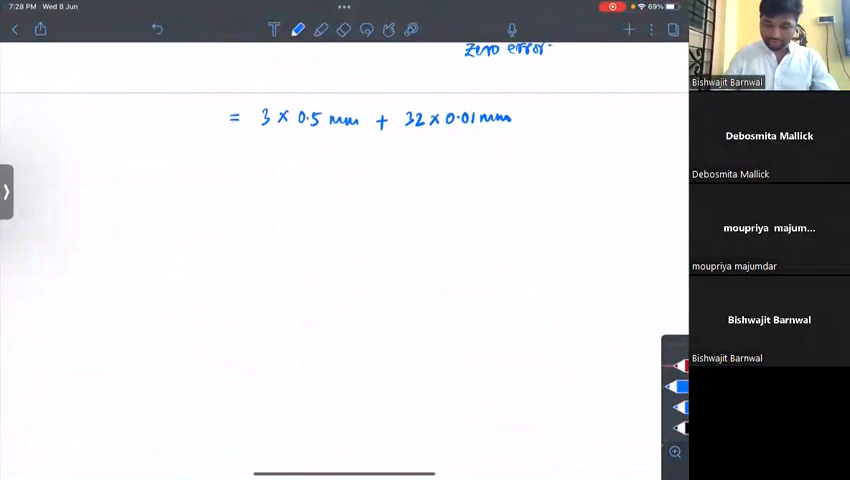 7:28 PM Wed 8 Jun
69%
T
zero error.
= 3 × 0.5 mm + 32 × 0.01 mm
Bishwajit Barnwal
Debosmita Mallick
Debosmita Mallick
moupriya majum...
moupriya majumdar
Bishwajit Barnwal
Bishwajit Barnwal